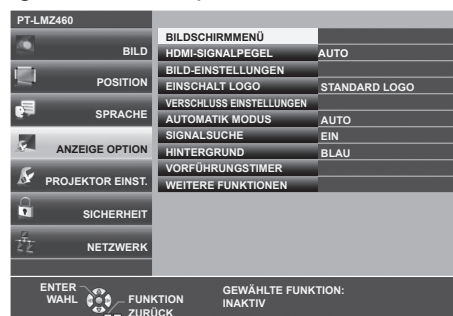 PT-LMZ460
BILD
POSITION
SPRACHE
ANZEIGE OPTION
PROJEKTOR EINST.
SICHERHEIT
NETZWERK
BILDSCHIRMMENÜ
HDMI-SIGNALPEGEL AUTO
BILD-EINSTELLUNGEN
EINSCHALT LOGO STANDARD LOGO
VERSCHLUSS EINSTELLUNGEN
AUTOMATIK MODUS AUTO
SIGNALSUCHE EIN
HINTERGRUND BLAU
VORFÜHRUNGSTIMER
WEITERE FUNKTIONEN
ENTER
WAHL
FUNKTION
ZURÜCK
GEWÄHLTE FUNKTION:
INAKTIV